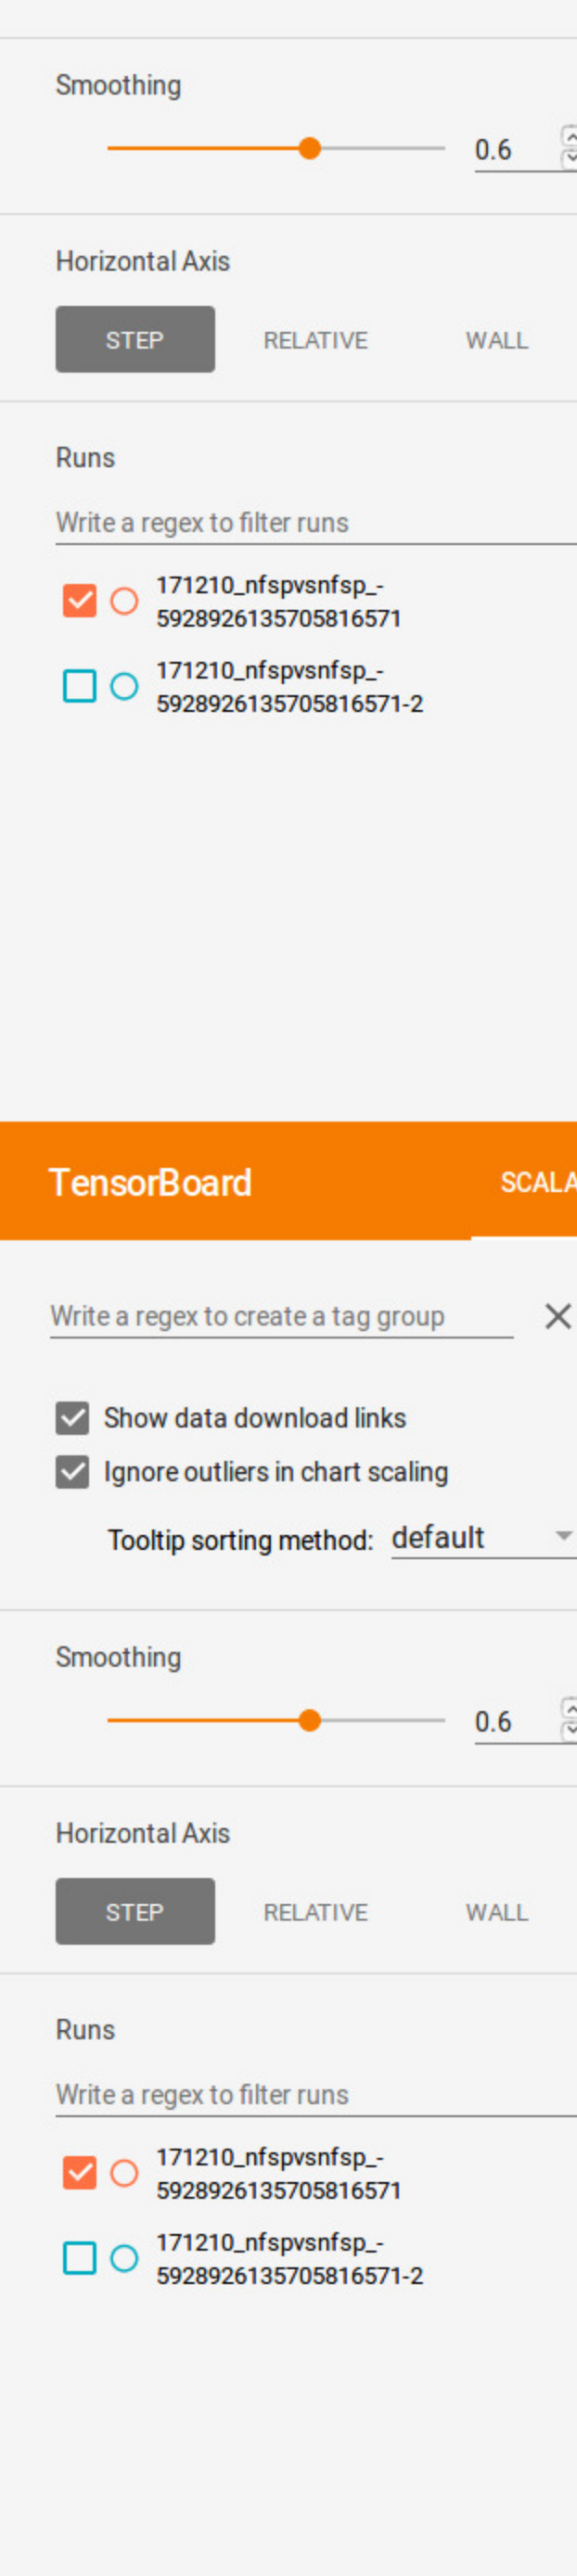 Smoothing
0.6
Horizontal Axis
STEP RELATIVE WALL
Runs
Write a regex to filter runs
171210_nfspvsnfsp_-
5928926135705816571
171210_nfspvsnfsp_-
5928926135705816571-2
TensorBoard SCALA
Write a regex to create a tag group
Show data download links
Ignore outliers in chart scaling
Tooltip sorting method: default
Smoothing
0.6
Horizontal Axis
STEP RELATIVE WALL
Runs
Write a regex to filter runs
171210_nfspvsnfsp_-
5928926135705816571
171210_nfspvsnfsp_-
5928926135705816571-2